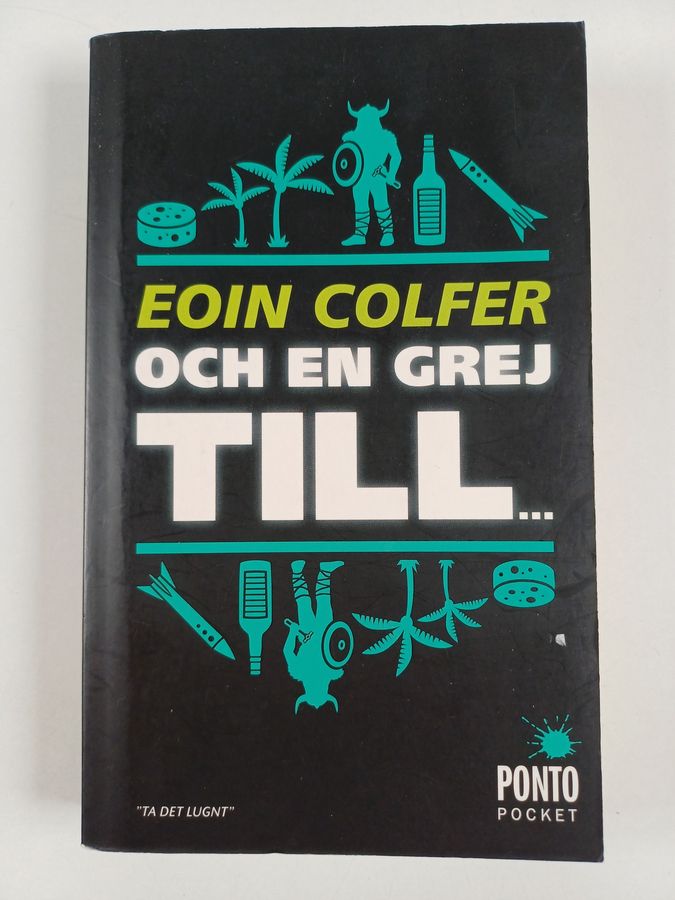 EOIN COLFER
OCH EN GREJ
TILL...
"TA DET LUGNT"
PONTO
POCKET